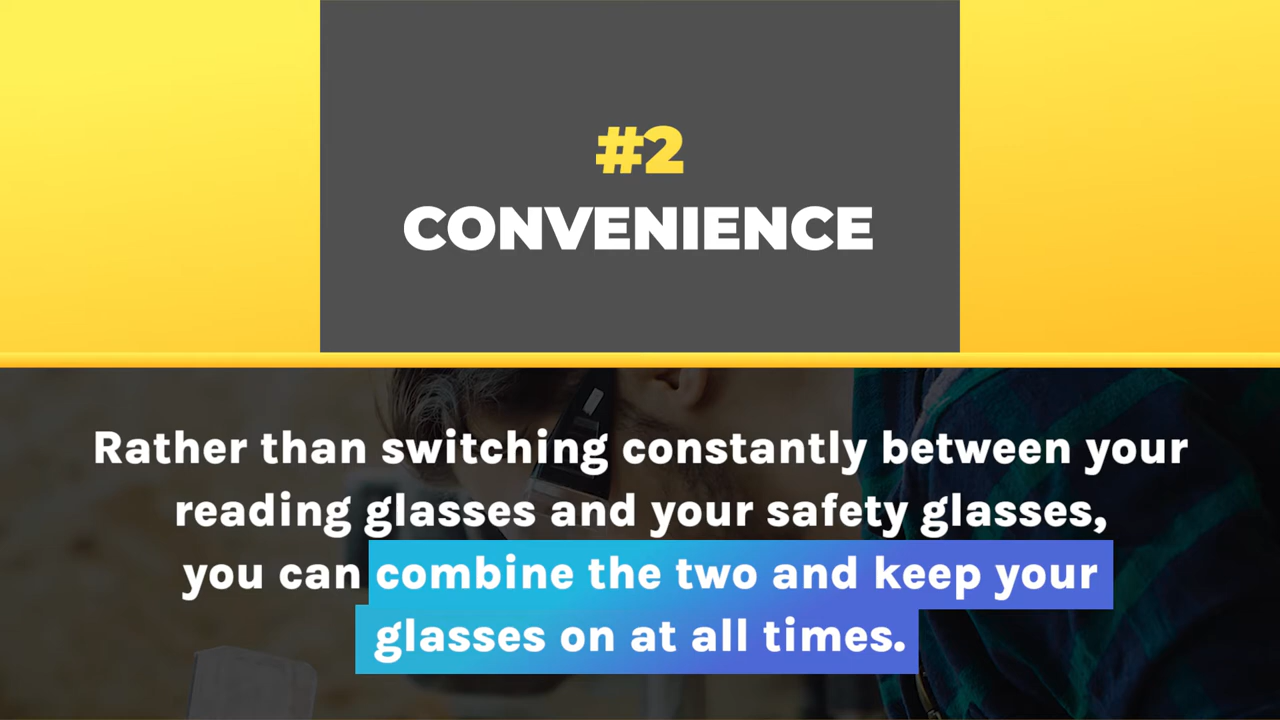 #2
CONVENIENCE
Rather than switching constantly between your
reading glasses and your safety glasses,
you can combine the two and keep your
glasses on at all times.